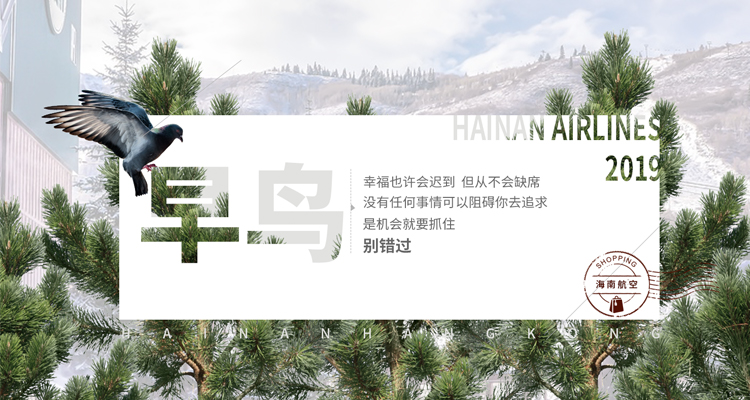 HAINAN AIRLINES
2019
早鸟
幸福也许会迟到 但从不会缺席
没有任何事情可以阻碍你去追求
是机会就要抓住
别错过
SHOPPING
海南航空
HAINANHANGKONG